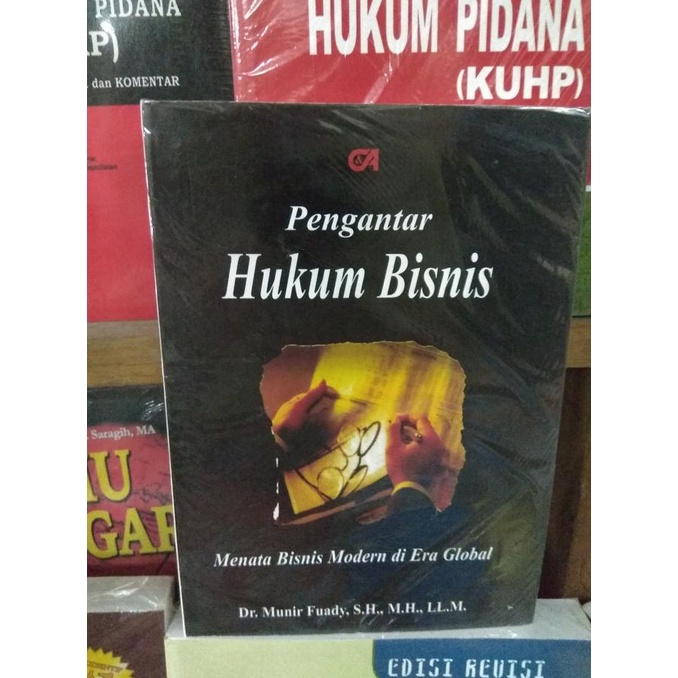 PIDANA
P)
dan KOMENTAR
HUKUM PIDANA
(KUHP)
C&A
Pengantar
Hukum Bisnis
Menata Bisnis Modern di Era Global
Dr. Munir Fuady, S.H., M.H., LL.M.
Saragih, MA
MU
GAR
EDISI REVISI